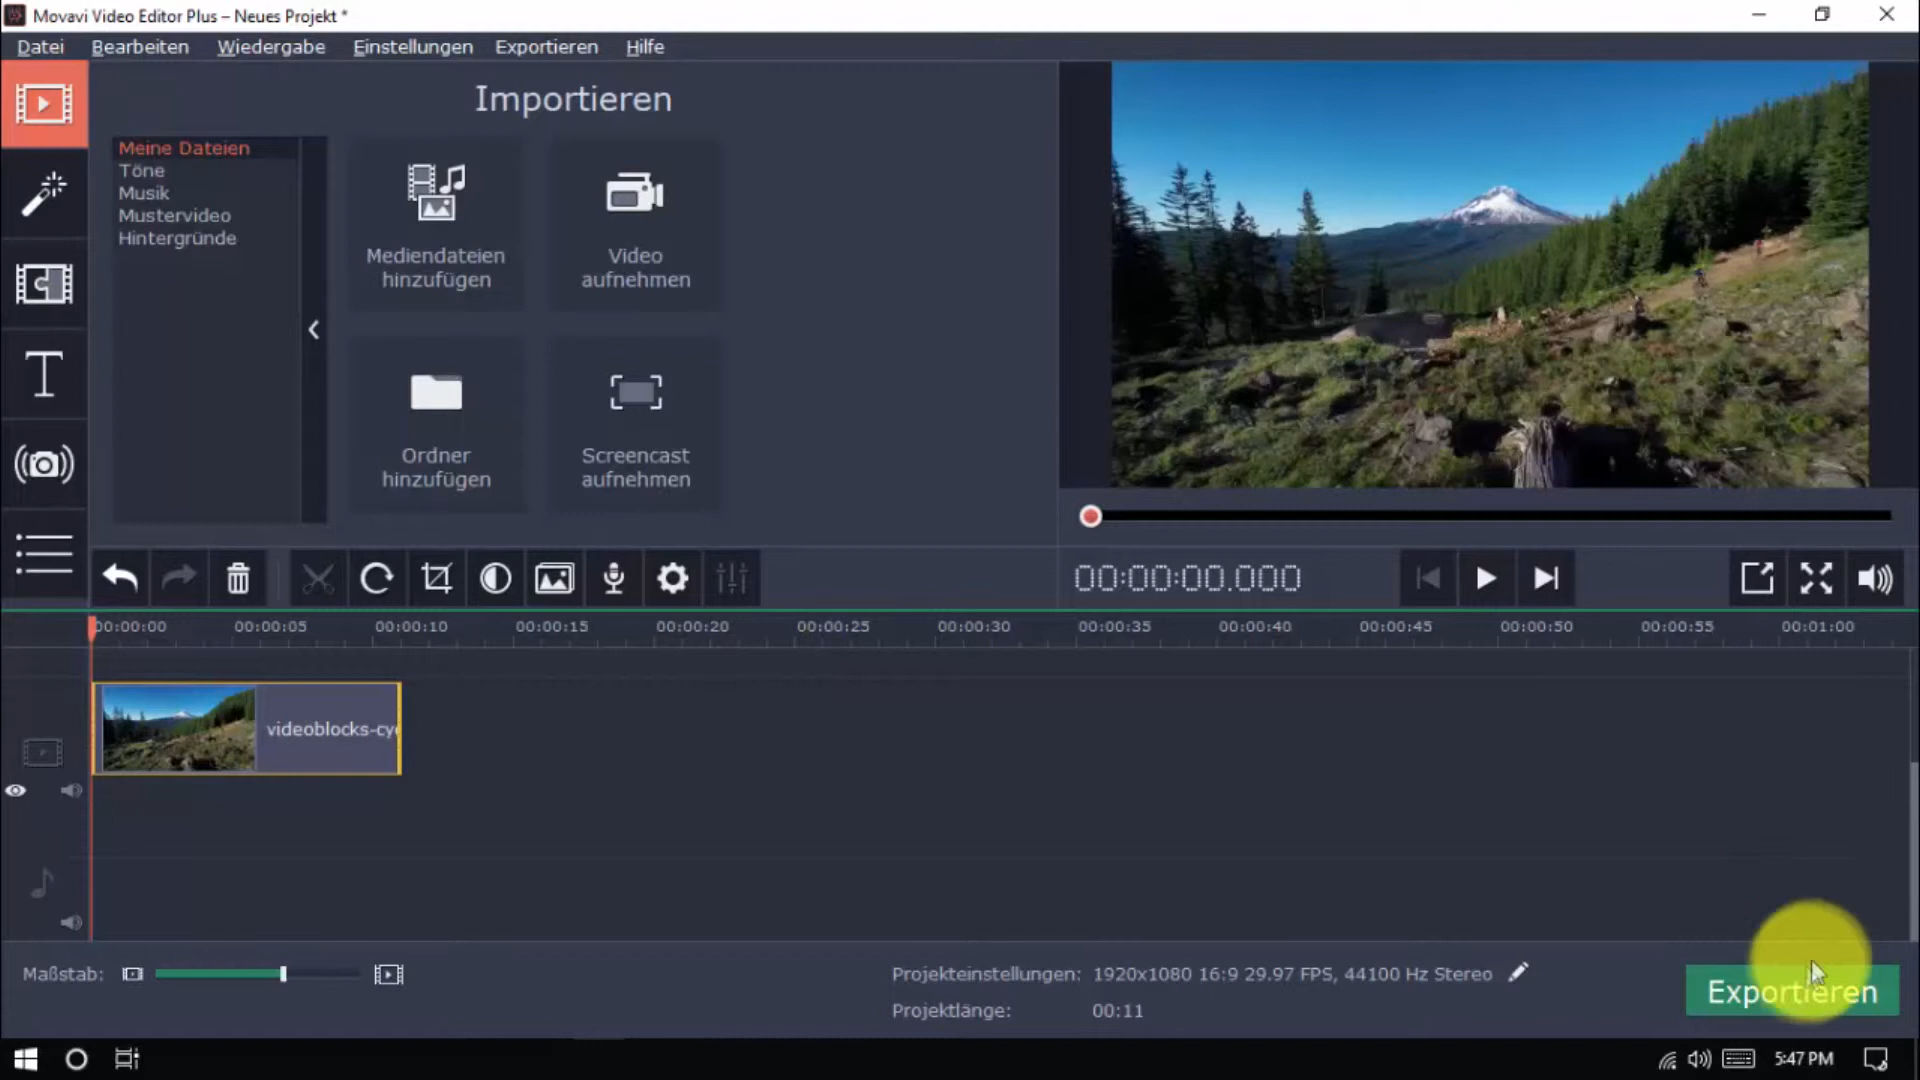 Movavi Video Editor Plus – Neues Projekt *
Datei Bearbeiten Wiedergabe Einstellungen Exportieren Hilfe
Importieren
Meine Dateien
Töne
Musik
Mustervideo
Hintergründe
Mediendateien
hinzufügen
Video
aufnehmen
Ordner
hinzufügen
Screencast
aufnehmen
00:00:00.000
00:00:00 00:00:05 00:00:10 00:00:15 00:00:20 00:00:25 00:00:30 00:00:35 00:00:40 00:00:45 00:00:50 00:00:55 00:01:00
videoblocks-cy
Maßstab:
Projekteinstellungen: 1920x1080 16:9 29.97 FPS, 44100 Hz Stereo
Projektlänge: 00:11
Exportieren
5:47 PM